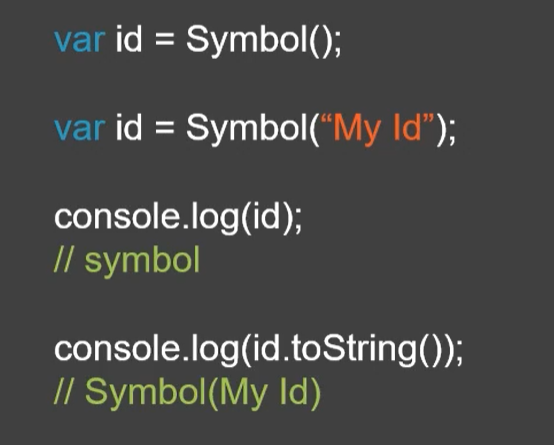 var id = Symbol();
var id = Symbol(“My Id”);
console.log(id);
// symbol
console.log(id.toString());
// Symbol(My Id)